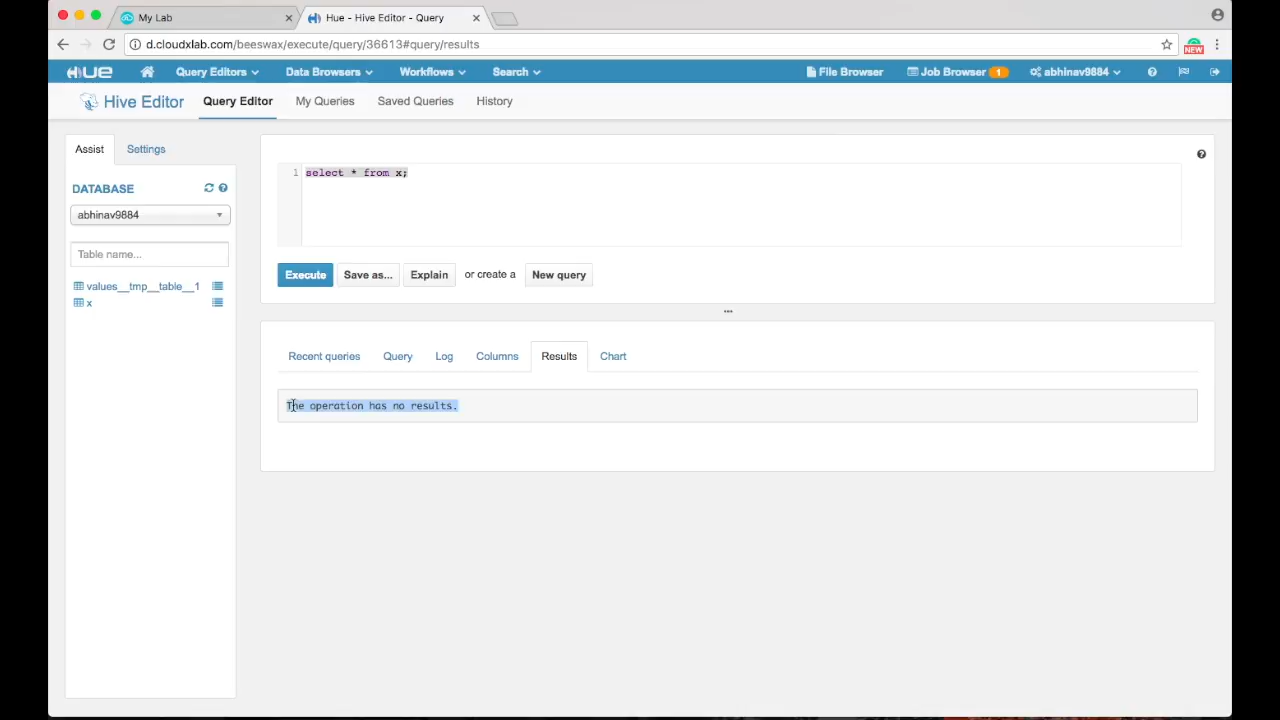 My Lab
Hue - Hive Editor - Query
d.cloudxlab.com/beeswax/execute/query/36613#query/results
NEW
HUE Query Editors Data Browsers Workflows Search File Browser Job Browser 1 abhinav9884
Hive Editor Query Editor My Queries Saved Queries History
Assist Settings
DATABASE
abhinav9884
Table name...
values__tmp__table__1
x
1 select * from x;
Execute Save as... Explain or create a New query
Recent queries Query Log Columns Results Chart
The operation has no results.